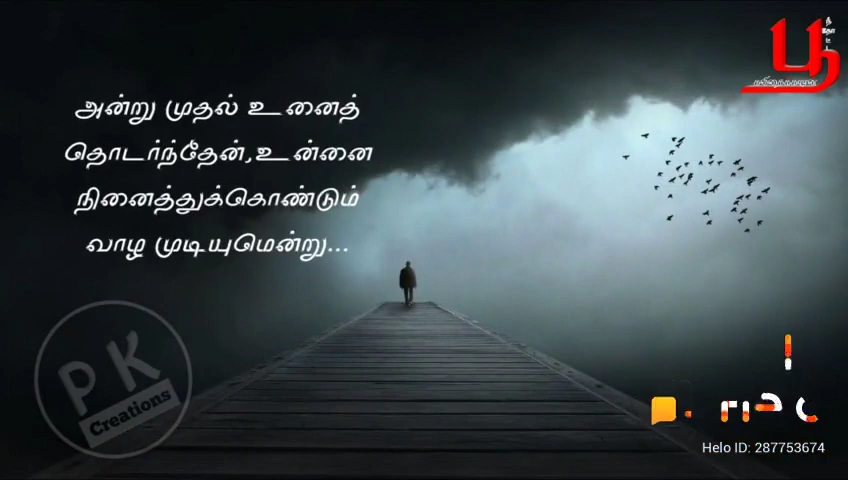 அன்று முதல் உனைத்
தொடர்ந்தேன்,உன்னை
நினைத்துக்கொண்டும்
வாழ முடியுமென்று...
பூ
PK
Creations
Helo ID: 287753674